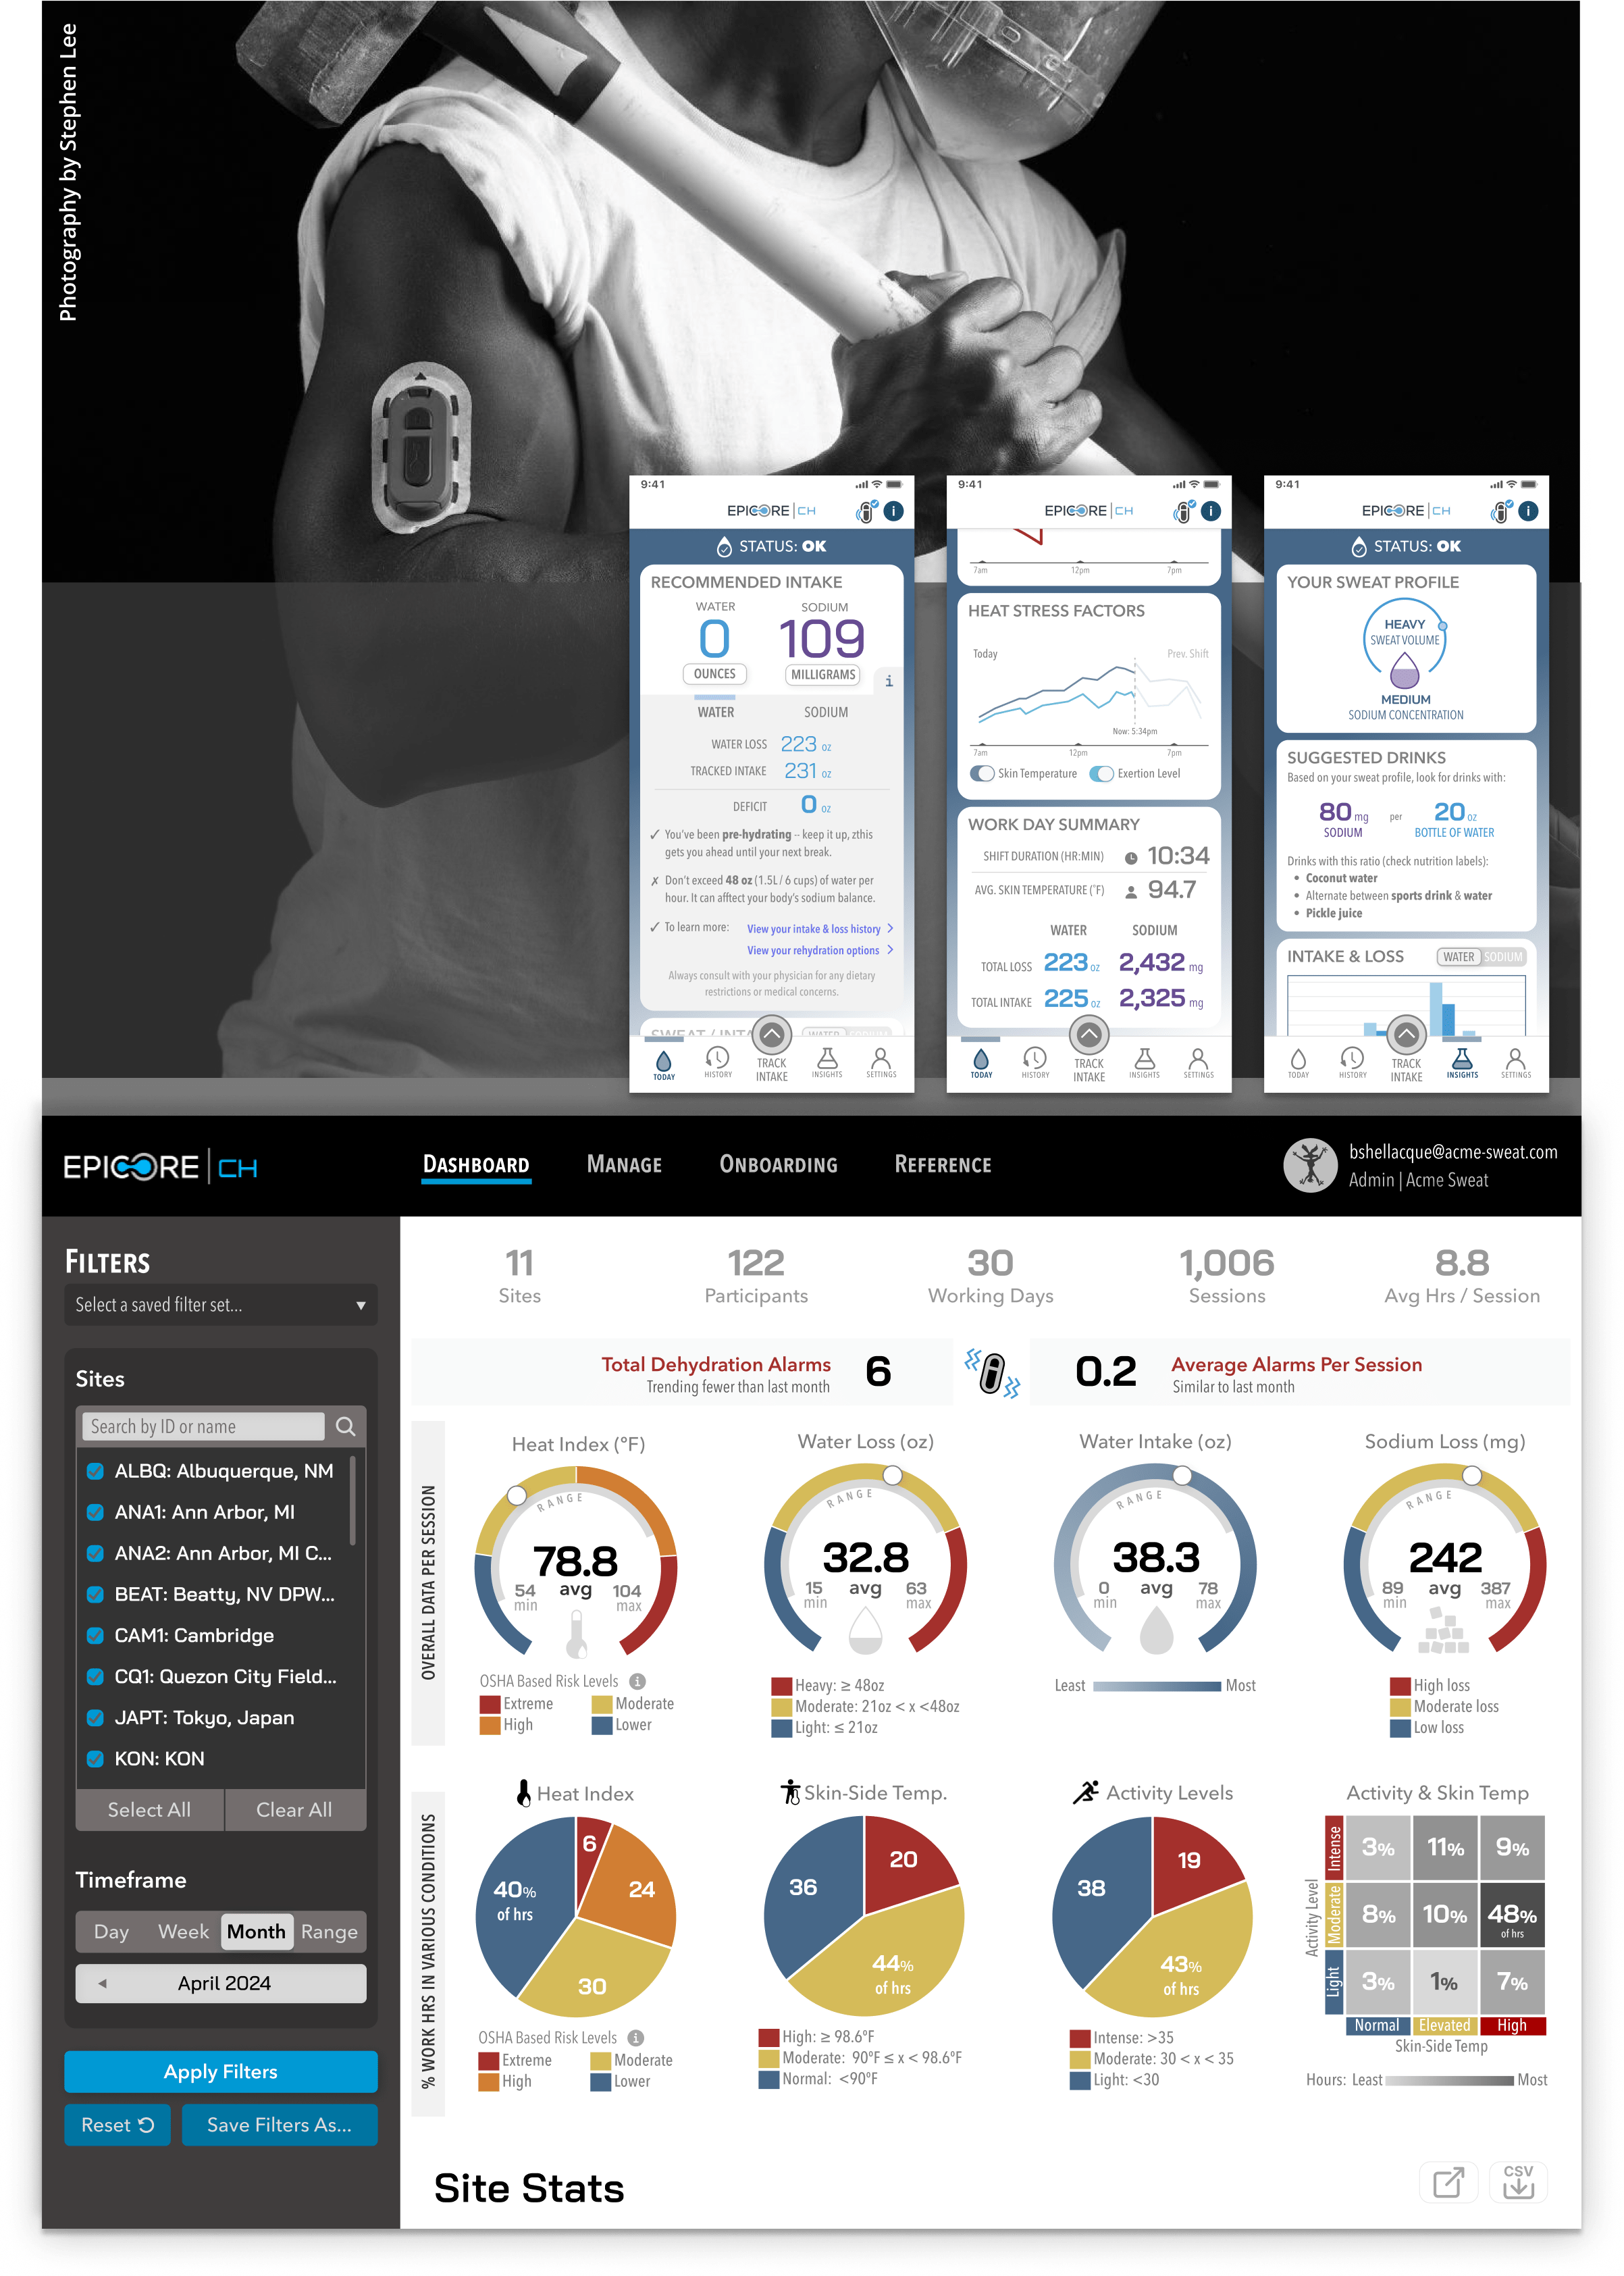 Photography by Stephen Lee
9:41
EPICORE | CH
i
STATUS: OK
RECOMMENDED INTAKE
WATER SODIUM
0 109
OUNCES MILLIGRAMS
i
WATER SODIUM
WATER LOSS 223 oz
TRACKED INTAKE 231 oz
DEFICIT 0 oz
✓ You've been pre-hydrating – keep it up, zthis
gets you ahead until your next break.
✗ Don't exceed 48 oz (1.5L / 6 cups) of water per
hour. It can afftect your body's sodium balance.
✓ To learn more: View your intake & loss history >
View your rehydration options >
Always consult with your physician for any dietary
restrictions or medical concerns.
SWEAT / INTA WATER SODIUM
TODAY HISTORY TRACK INTAKE INSIGHTS SETTINGS
9:41
EPICORE | CH
i
7am 12pm 7pm
HEAT STRESS FACTORS
Today Prev. Shift
Now: 5:34pm
7am 12pm 7pm
Skin Temperature Exertion Level
WORK DAY SUMMARY
SHIFT DURATION (HR:MIN) 10:34
AVG. SKIN TEMPERATURE (°F) 94.7
WATER SODIUM
TOTAL LOSS 223 oz 2,432 mg
TOTAL INTAKE 225 oz 2,325 mg
TODAY HISTORY TRACK INTAKE INSIGHTS SETTINGS
9:41
EPICORE | CH
i
STATUS: OK
YOUR SWEAT PROFILE
HEAVY
SWEAT VOLUME
MEDIUM
SODIUM CONCENTRATION
SUGGESTED DRINKS
Based on your sweat profile, look for drinks with:
80 mg per 20 oz
SODIUM BOTTLE OF WATER
Drinks with this ratio (check nutrition labels):
• Coconut water
• Alternate between sports drink & water
• Pickle juice
INTAKE & LOSS WATER SODIUM
TODAY HISTORY TRACK INTAKE INSIGHTS SETTINGS
EPICORE | CH
DASHBOARD MANAGE ONBOARDING REFERENCE
bshellacque@acme-sweat.com
Admin | Acme Sweat
FILTERS
Select a saved filter set...
Sites
Search by ID or name
ALBQ: Albuquerque, NM
ANA1: Ann Arbor, MI
ANA2: Ann Arbor, MI C...
BEAT: Beatty, NV DPW...
CAM1: Cambridge
CQ1: Quezon City Field...
JAPT: Tokyo, Japan
KON: KON
Select All Clear All
Timeframe
Day Week Month Range
April 2024
Apply Filters
Reset Save Filters As...
11 122 30 1,006 8.8
Sites Participants Working Days Sessions Avg Hrs / Session
Total Dehydration Alarms 6
Trending fewer than last month
0.2 Average Alarms Per Session
Similar to last month
OVERALL DATA PER SESSION
Heat Index (°F)
RANGE
78.8
54 avg 104
min max
OSHA Based Risk Levels i
Extreme Moderate
High Lower
Water Loss (oz)
RANGE
32.8
15 avg 63
min max
Heavy: ≥ 48oz
Moderate: 21oz < x <48oz
Light: ≤ 21oz
Water Intake (oz)
RANGE
38.3
0 avg 78
min max
Least Most
Sodium Loss (mg)
RANGE
242
89 avg 387
min max
High loss
Moderate loss
Low loss
% WORK HRS IN VARIOUS CONDITIONS
Heat Index
6
24
30
40%
of hrs
OSHA Based Risk Levels i
Extreme Moderate
High Lower
Skin-Side Temp.
20
36
44%
of hrs
High: ≥ 98.6°F
Moderate: 90°F ≤ x < 98.6°F
Normal: <90°F
Activity Levels
19
38
43%
of hrs
Intense: >35
Moderate: 30 < x < 35
Light: <30
Activity & Skin Temp
Activity Level
Intense 3% 11% 9%
Moderate 8% 10% 48%
of hrs
Light 3% 1% 7%
Normal Elevated High
Skin-Side Temp
Hours: Least Most
Site Stats
CSV